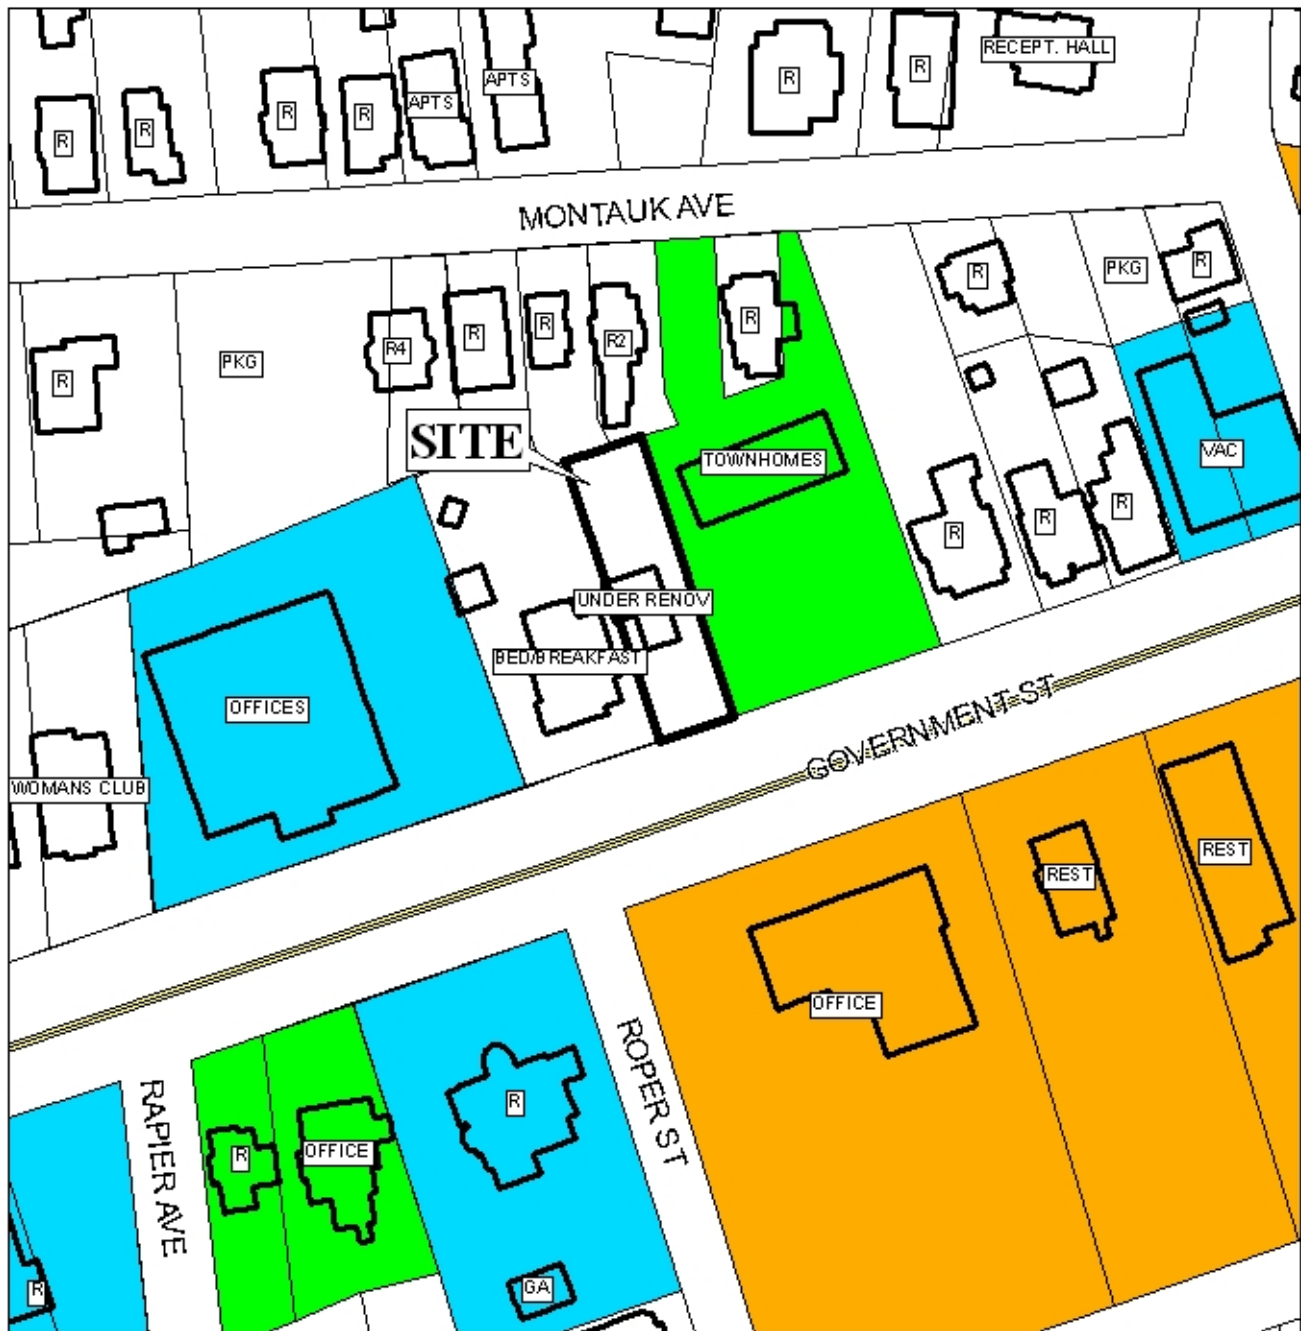 RECEPT. HALL
R
R
APTS
APTS
R
R
R
R
MONTAUK AVE
R
R
PKG
R
R
R
R
R2
R4
PKG
R
SITE
TOWNHOMES
VAC
R
R
R
UNDER RENOV
BED/BREAKFAST
OFFICES
WOMANS CLUB
GOVERNMENT ST
REST
REST
OFFICE
ROPER ST
RAPIER AVE
R
R
OFFICE
R
GA